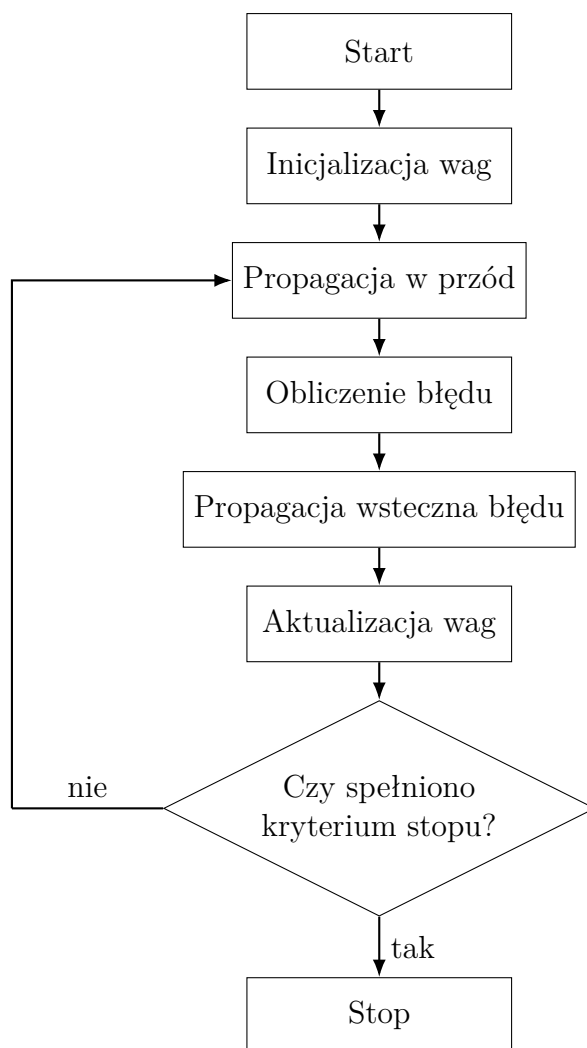 Start
Inicjalizacja wag
Propagacja w przód
Obliczenie błędu
Propagacja wsteczna błędu
Aktualizacja wag
nie
Czy spełniono
kryterium stopu?
tak
Stop